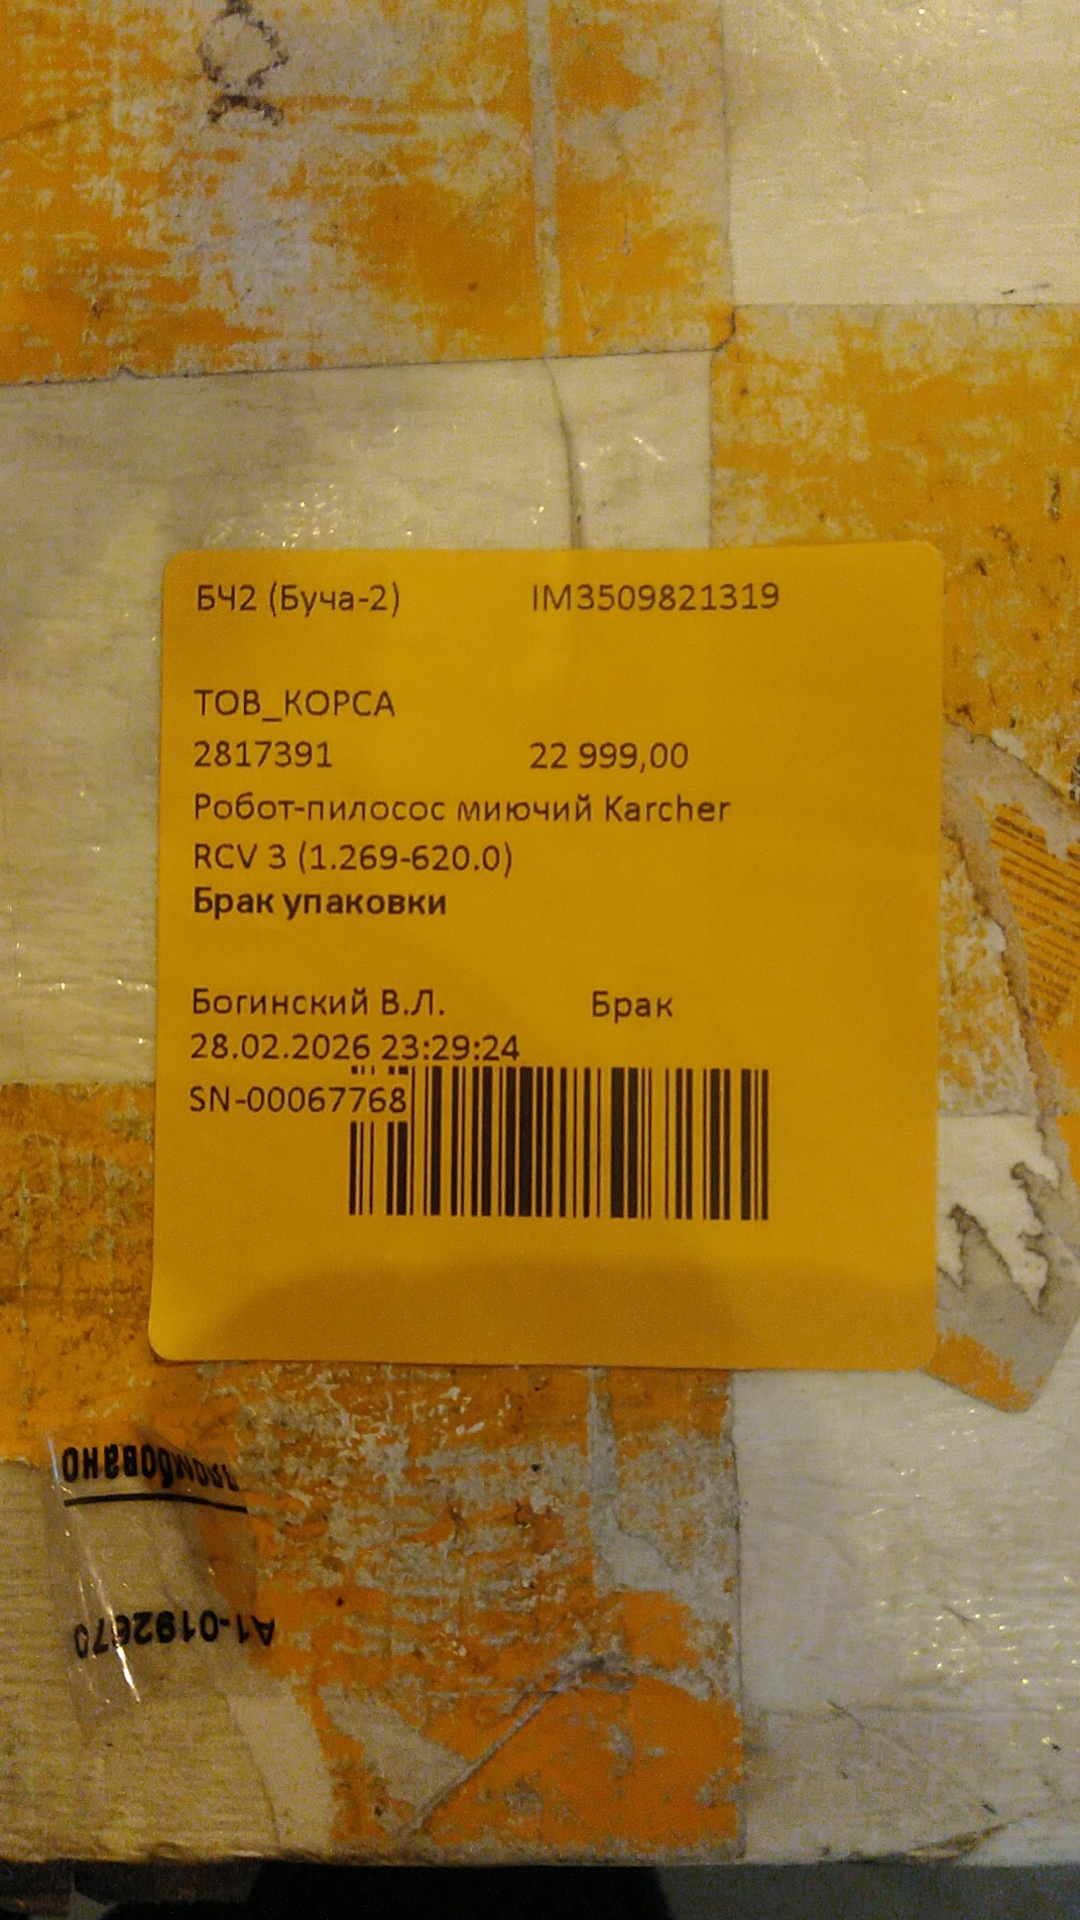 БЧ2 (Буча-2) IM3509821319
ТОВ_КОРСА
2817391 22 999,00
Робот-пилосос миючий Karcher
RCV 3 (1.269-620.0)
Брак упаковки
Богинский В.Л. Брак
28.02.2026 23:29:24
SN-00067768
A1-0192670
пломбовано